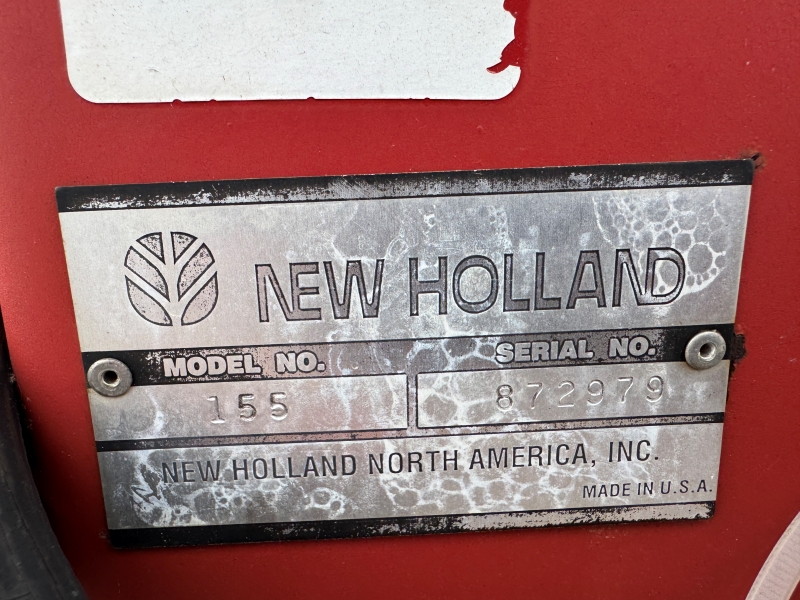 NEW HOLLAND
MODEL NO. SERIAL NO.
155 872979
NEW HOLLAND NORTH AMERICA, INC.
MADE IN U.S.A.